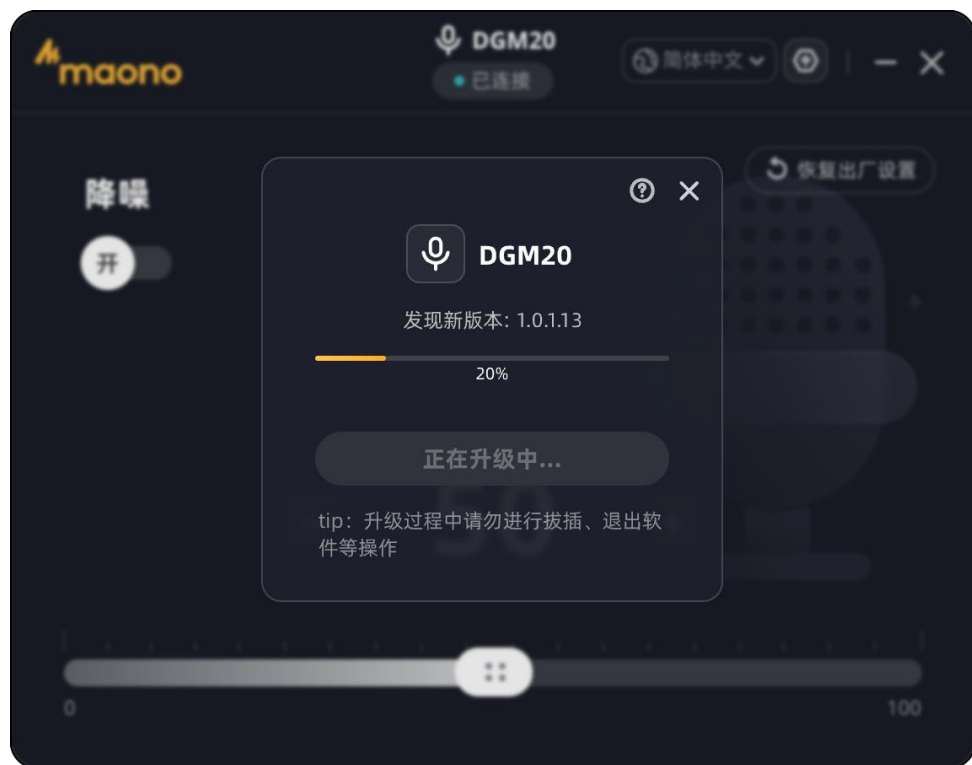 maono
DGM20
已连接
简体中文
恢复出厂设置
降噪
开
DGM20
发现新版本: 1.0.1.13
20%
正在升级中...
50
tip：升级过程中请勿进行拔插、退出软
件等操作
0
100